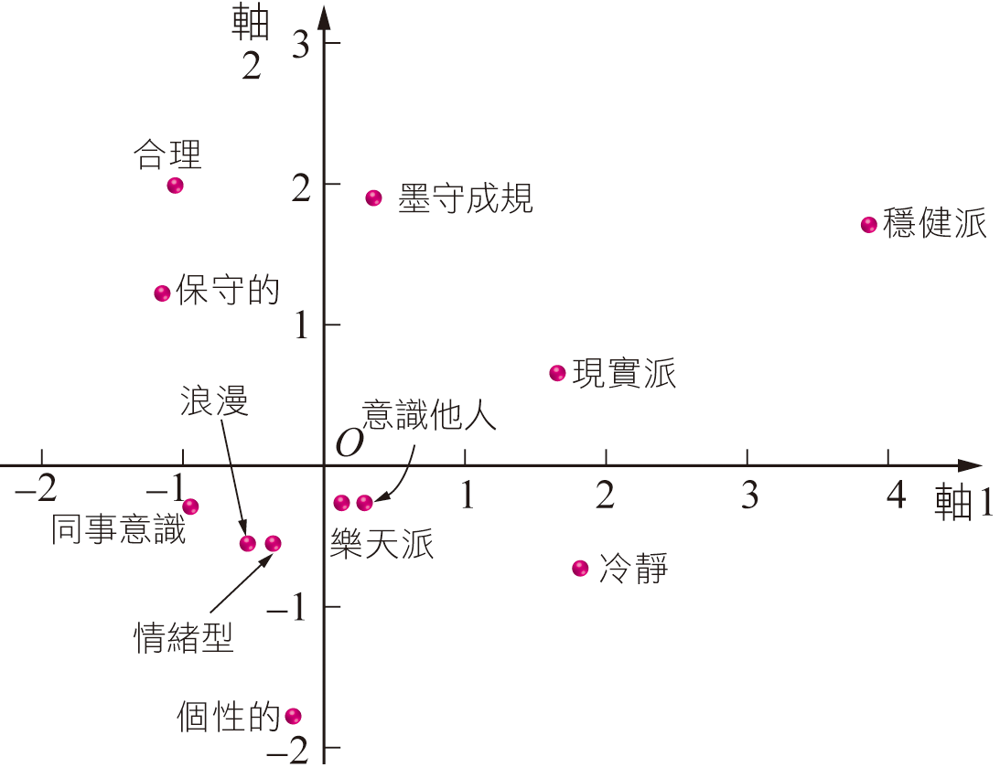 軸
2
3
合理
2
墨守成規
穩健派
保守的
1
現實派
浪漫
意識他人
O
−2
−1
1
2
3
4
軸1
同事意識
樂天派
冷靜
−1
情緒型
個性的
−2